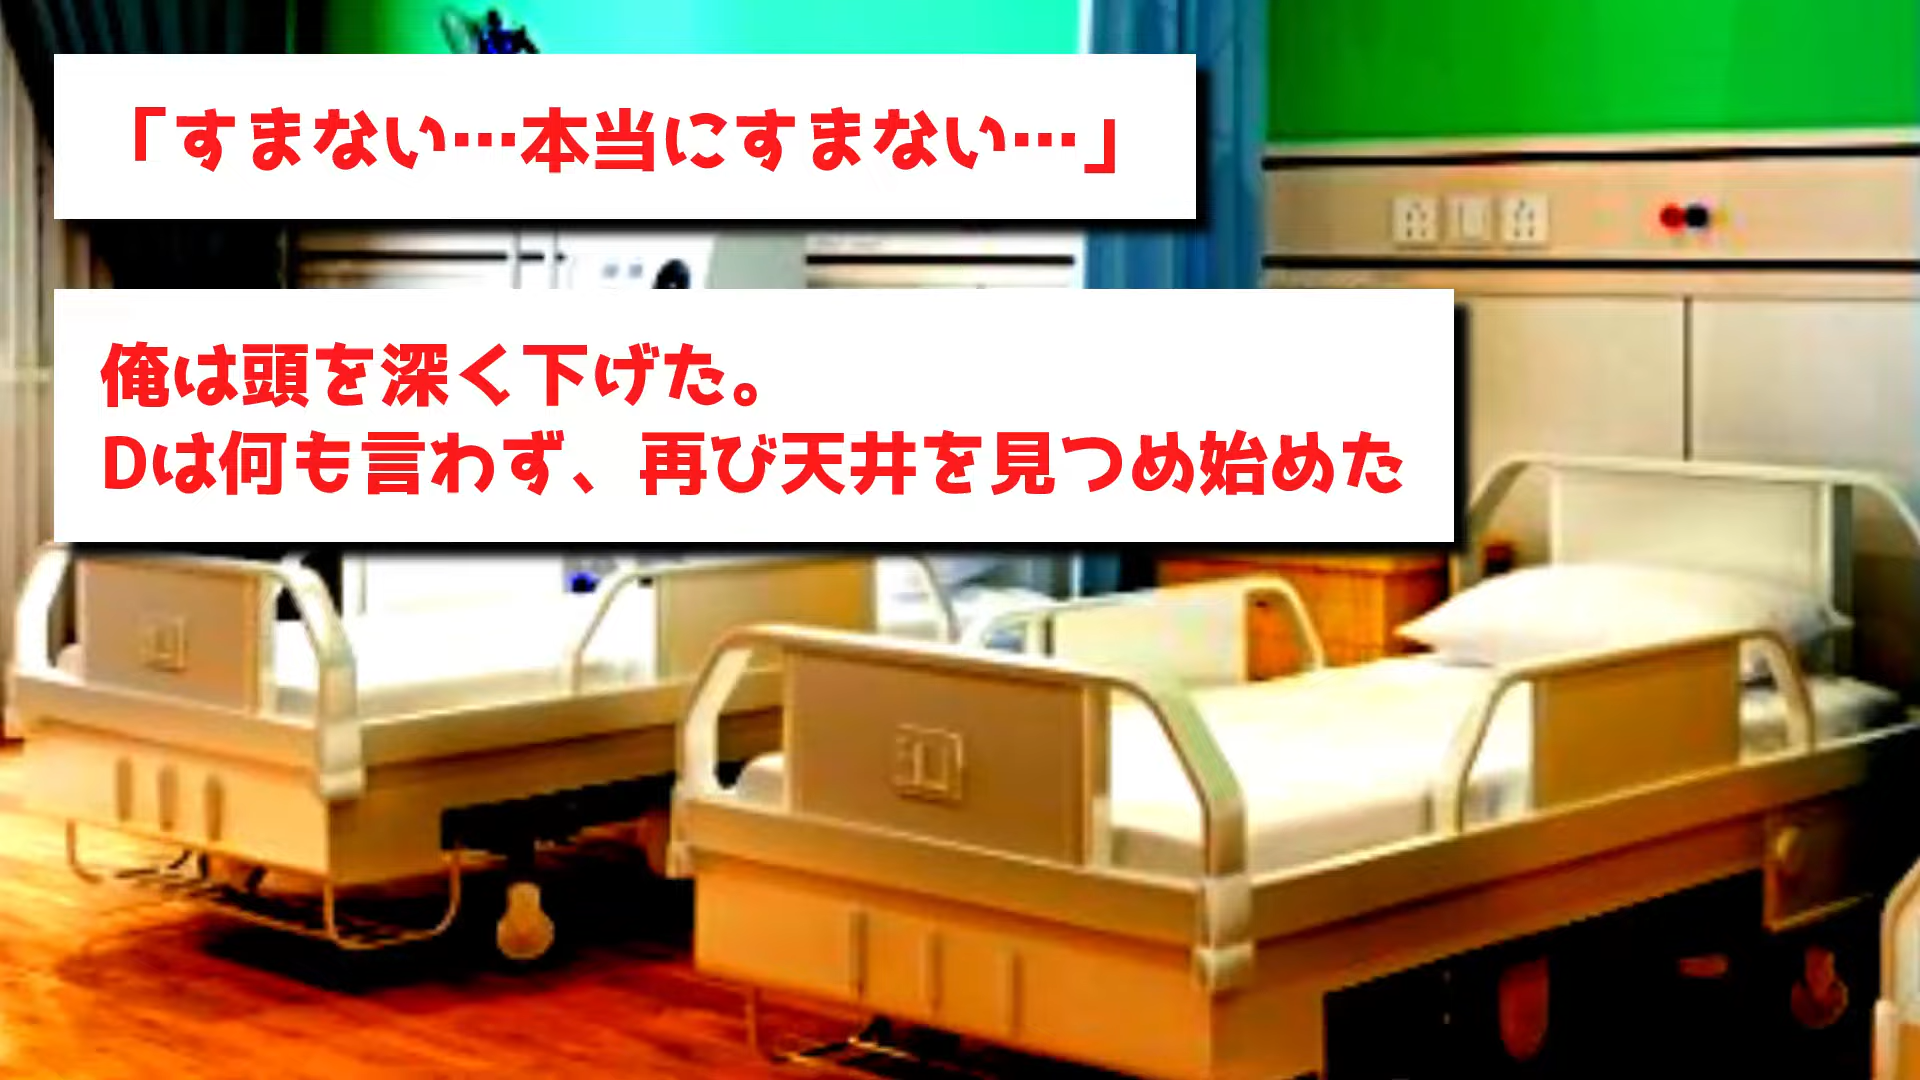 「すまない…本当にすまない…」
俺は頭を深く下げた。
Dは何も言わず、再び天井を見つめ始めた